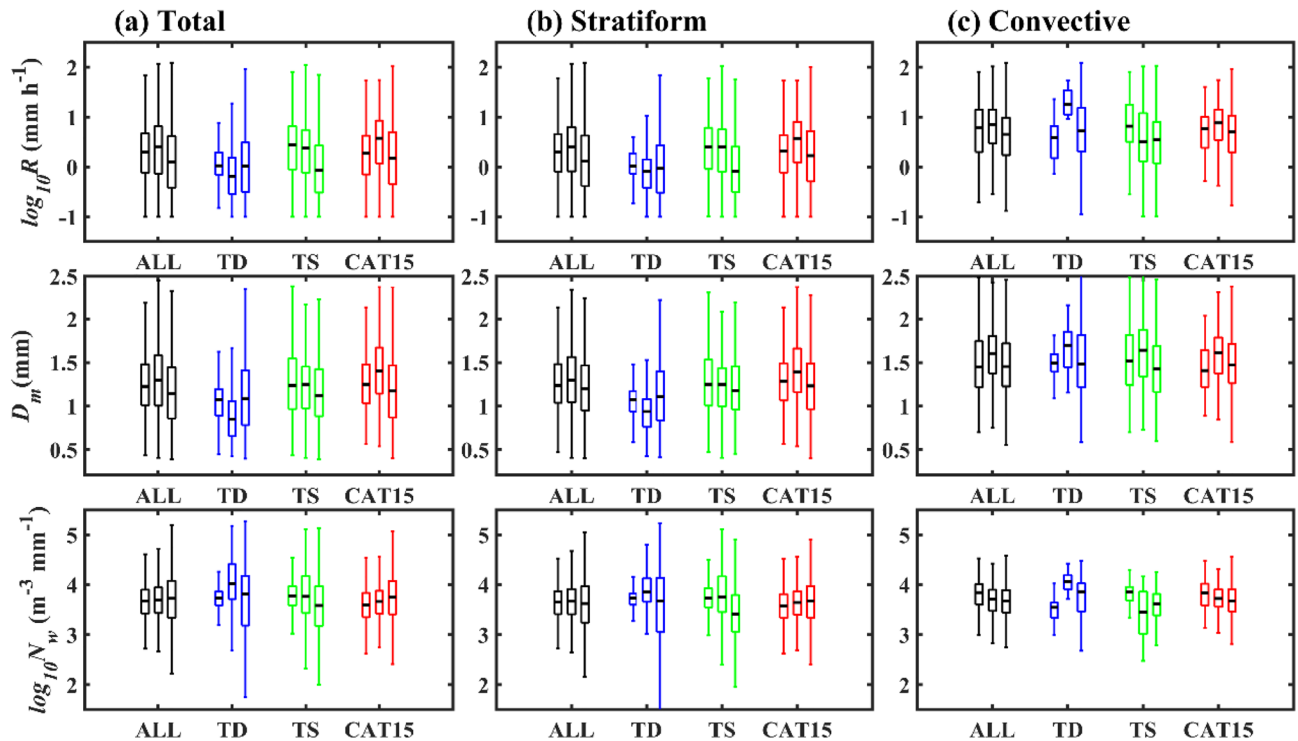 (a) Total (b) Stratiform (c) Convective
log10R (mm h-1)
2 2 2
1 1 1
0 0 0
-1 -1 -1
ALL TD TS CAT15 ALL TD TS CAT15 ALL TD TS CAT15
Dm (mm)
2.5 2.5 2.5
2 2 2
1.5 1.5 1.5
1 1 1
0.5 0.5 0.5
ALL TD TS CAT15 ALL TD TS CAT15 ALL TD TS CAT15
log10Nw (m-3 mm-1)
5 5 5
4 4 4
3 3 3
2 2 2
ALL TD TS CAT15 ALL TD TS CAT15 ALL TD TS CAT15